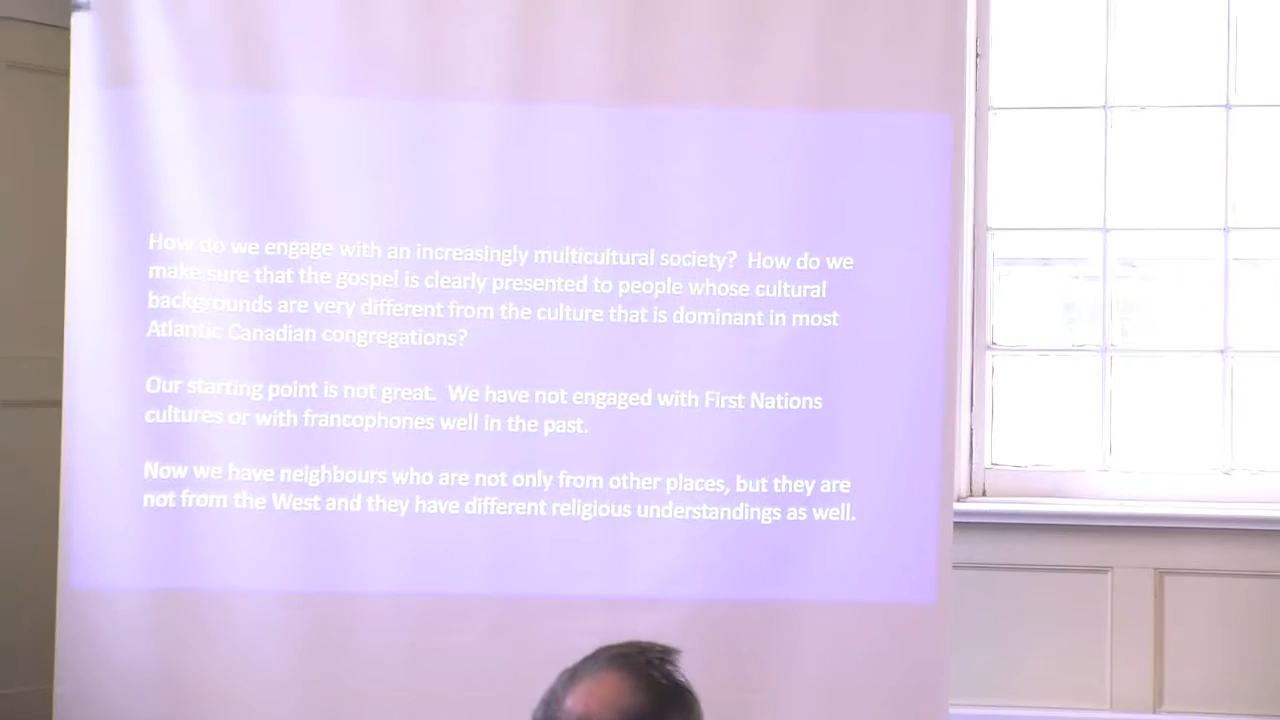 How do we engage with an increasingly multicultural society? How do we
make sure that the gospel is clearly presented to people whose cultural
backgrounds are very different from the culture that is dominant in most
Atlantic Canadian congregations?
Our starting point is not great. We have not engaged with First Nations
cultures or with francophones well in the past.
Now we have neighbours who are not only from other places, but they are
not from the West and they have different religious understandings as well.